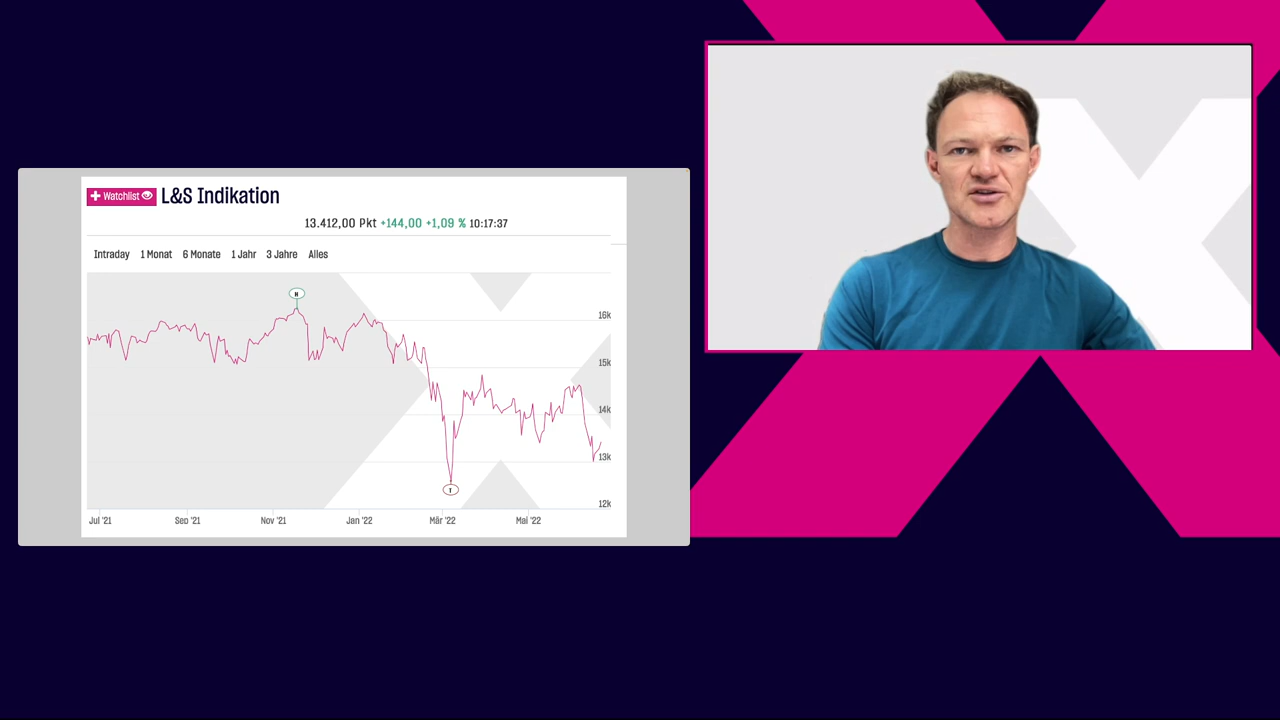 + Watchlist L&S Indikation
13.412,00 Pkt +144,00 +1,09 % 10:17:37
Intraday 1 Monat 6 Monate 1 Jahr 3 Jahre Alles
H
16k
15k
14k
13k
T
12k
Jul '21 Sep '21 Nov '21 Jan '22 Mär '22 Mai '22